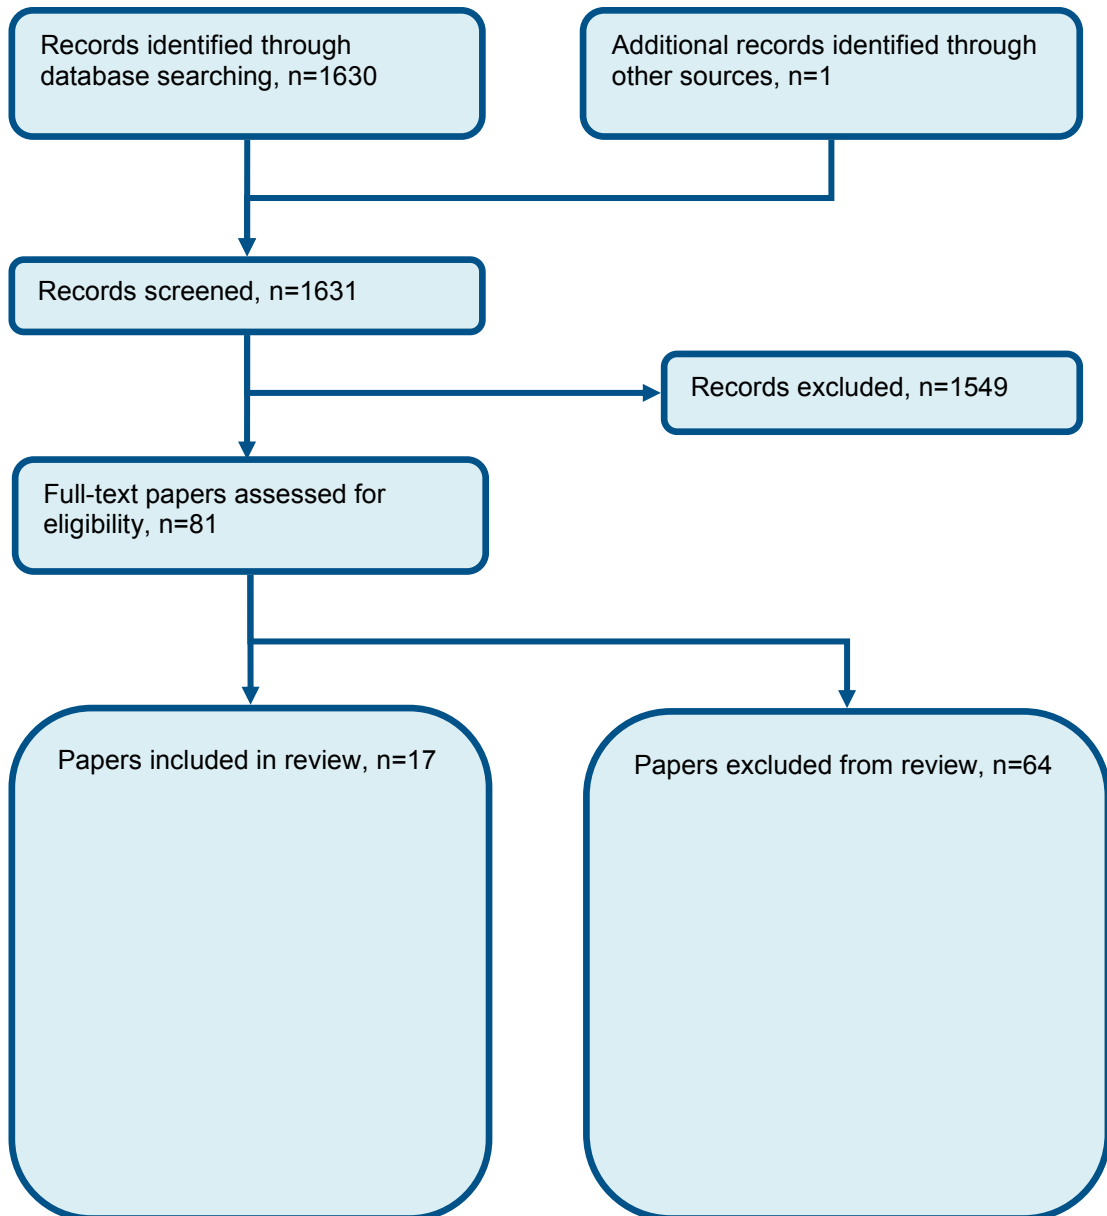 Records identified through
database searching, n=1630
Additional records identified through
other sources, n=1
Records screened, n=1631
Records excluded, n=1549
Full-text papers assessed for
eligibility, n=81
Papers included in review, n=17
Papers excluded from review, n=64